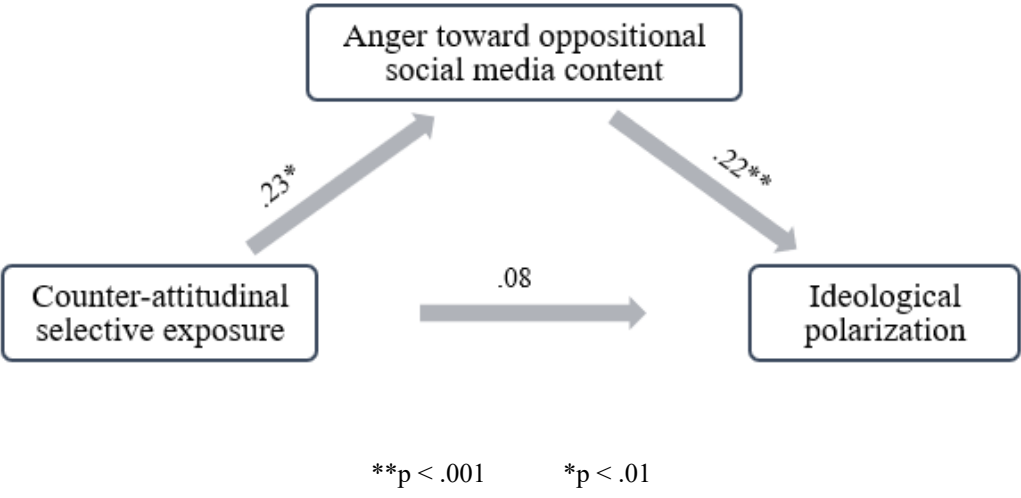 Anger toward oppositional
social media content
.23*
.22**
Counter-attitudinal
selective exposure
.08
Ideological
polarization
**p < .001
*p < .01